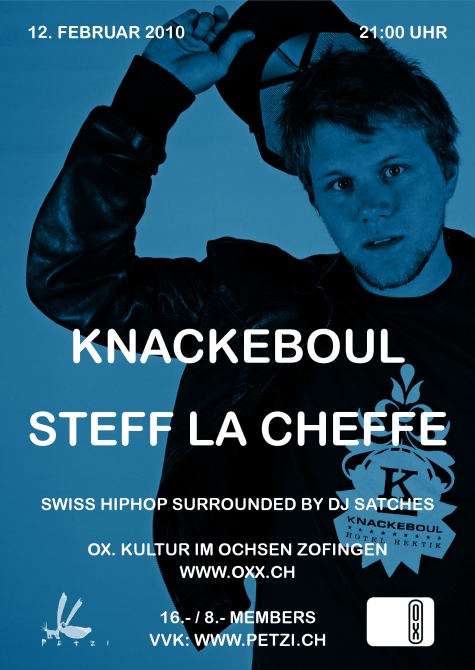 12. FEBRUAR 2010
21:00 UHR
KNACKEBOUL
STEFF LA CHEFFE
K
KNACKEBOUL
HOTEL HEKTIK
SWISS HIPHOP SURROUNDED BY DJ SATCHES
OX. KULTUR IM OCHSEN ZOFINGEN
WWW.OXX.CH
16.- / 8.- MEMBERS
VVK: WWW.PETZI.CH
PETZI
OX